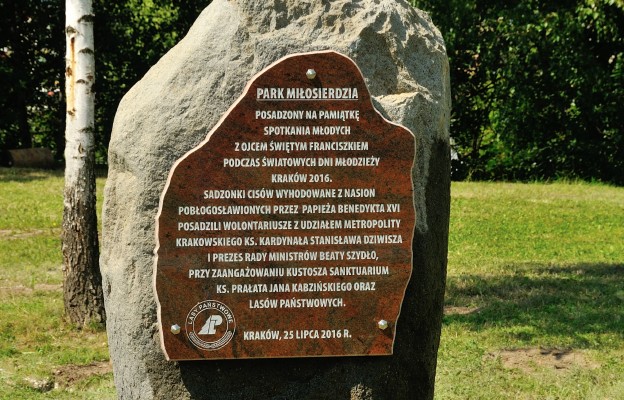 PARK MIŁOSIERDZIA
POSADZONY NA PAMIĄTKĘ
SPOTKANIA MŁODYCH
Z OJCEM ŚWIĘTYM FRANCISZKIEM
PODCZAS ŚWIATOWYCH DNI MŁODZIEŻY
KRAKÓW 2016.
SADZONKI CISÓW WYHODOWANE Z NASION
POBŁOGOSŁAWIONYCH PRZEZ PAPIEŻA BENEDYKTA XVI
POSADZILI WOLONTARIUSZE Z UDZIAŁEM METROPOLITY
KRAKOWSKIEGO KS. KARDYNAŁA STANISŁAWA DZIWISZA
I PREZES RADY MINISTRÓW BEATY SZYDŁO,
PRZY ZAANGAŻOWANIU KUSTOSZA SANKTUARIUM
KS. PRAŁATA JANA KABZIŃSKIEGO ORAZ
LASÓW PAŃSTWOWYCH.
LASY PAŃSTWOWE
KRAKÓW, 25 LIPCA 2016 R.